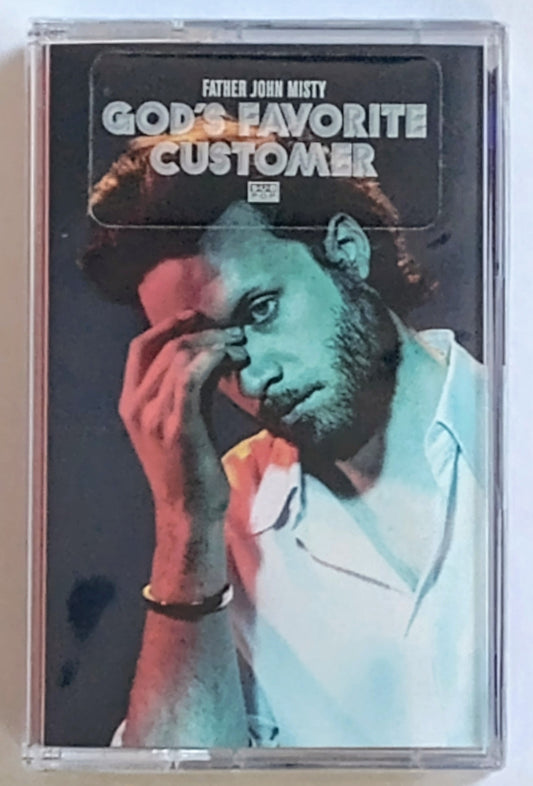 FATHER JOHN MISTY
GOD'S FAVORITE
CUSTOMER
SUB
POP